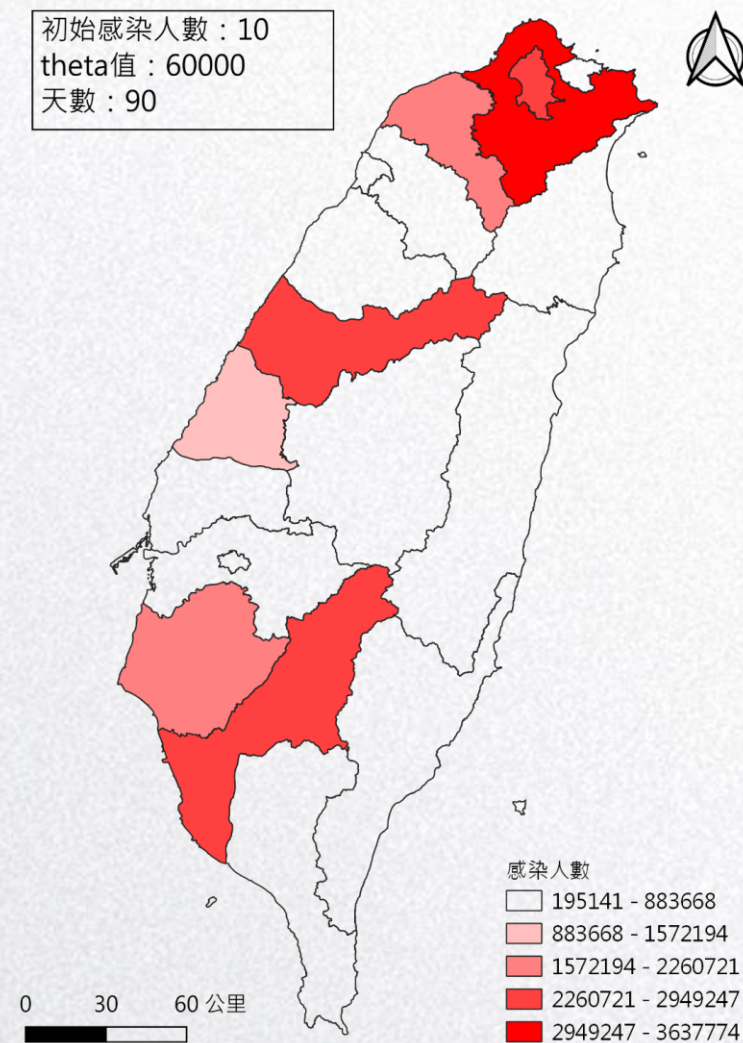 初始感染人數：10
theta值：60000
天數：90
感染人數
195141 - 883668
883668 - 1572194
1572194 - 2260721
2260721 - 2949247
2949247 - 3637774
0 30 60 公里